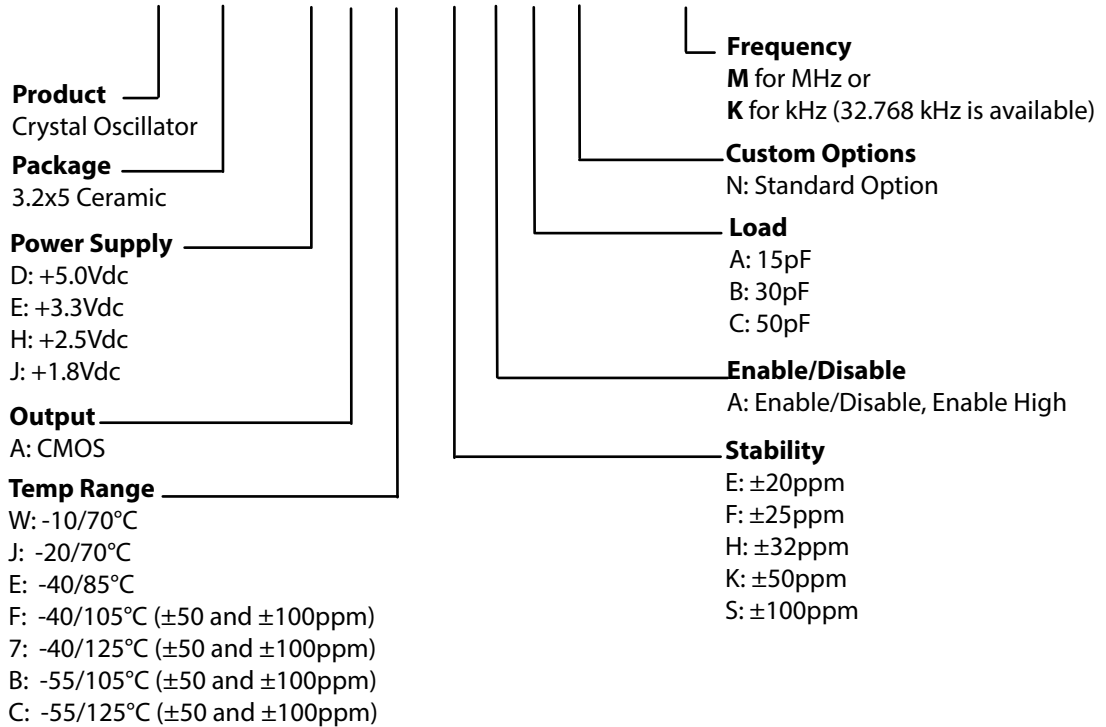 Product
Crystal Oscillator
Package
3.2x5 Ceramic
Power Supply
D: +5.0Vdc
E: +3.3Vdc
H: +2.5Vdc
J: +1.8Vdc
Output
A: CMOS
Temp Range
W: -10/70°C
J: -20/70°C
E: -40/85°C
F: -40/105°C (±50 and ±100ppm)
7: -40/125°C (±50 and ±100ppm)
B: -55/105°C (±50 and ±100ppm)
C: -55/125°C (±50 and ±100ppm)
Frequency
M for MHz or
K for kHz (32.768 kHz is available)
Custom Options
N: Standard Option
Load
A: 15pF
B: 30pF
C: 50pF
Enable/Disable
A: Enable/Disable, Enable High
Stability
E: ±20ppm
F: ±25ppm
H: ±32ppm
K: ±50ppm
S: ±100ppm